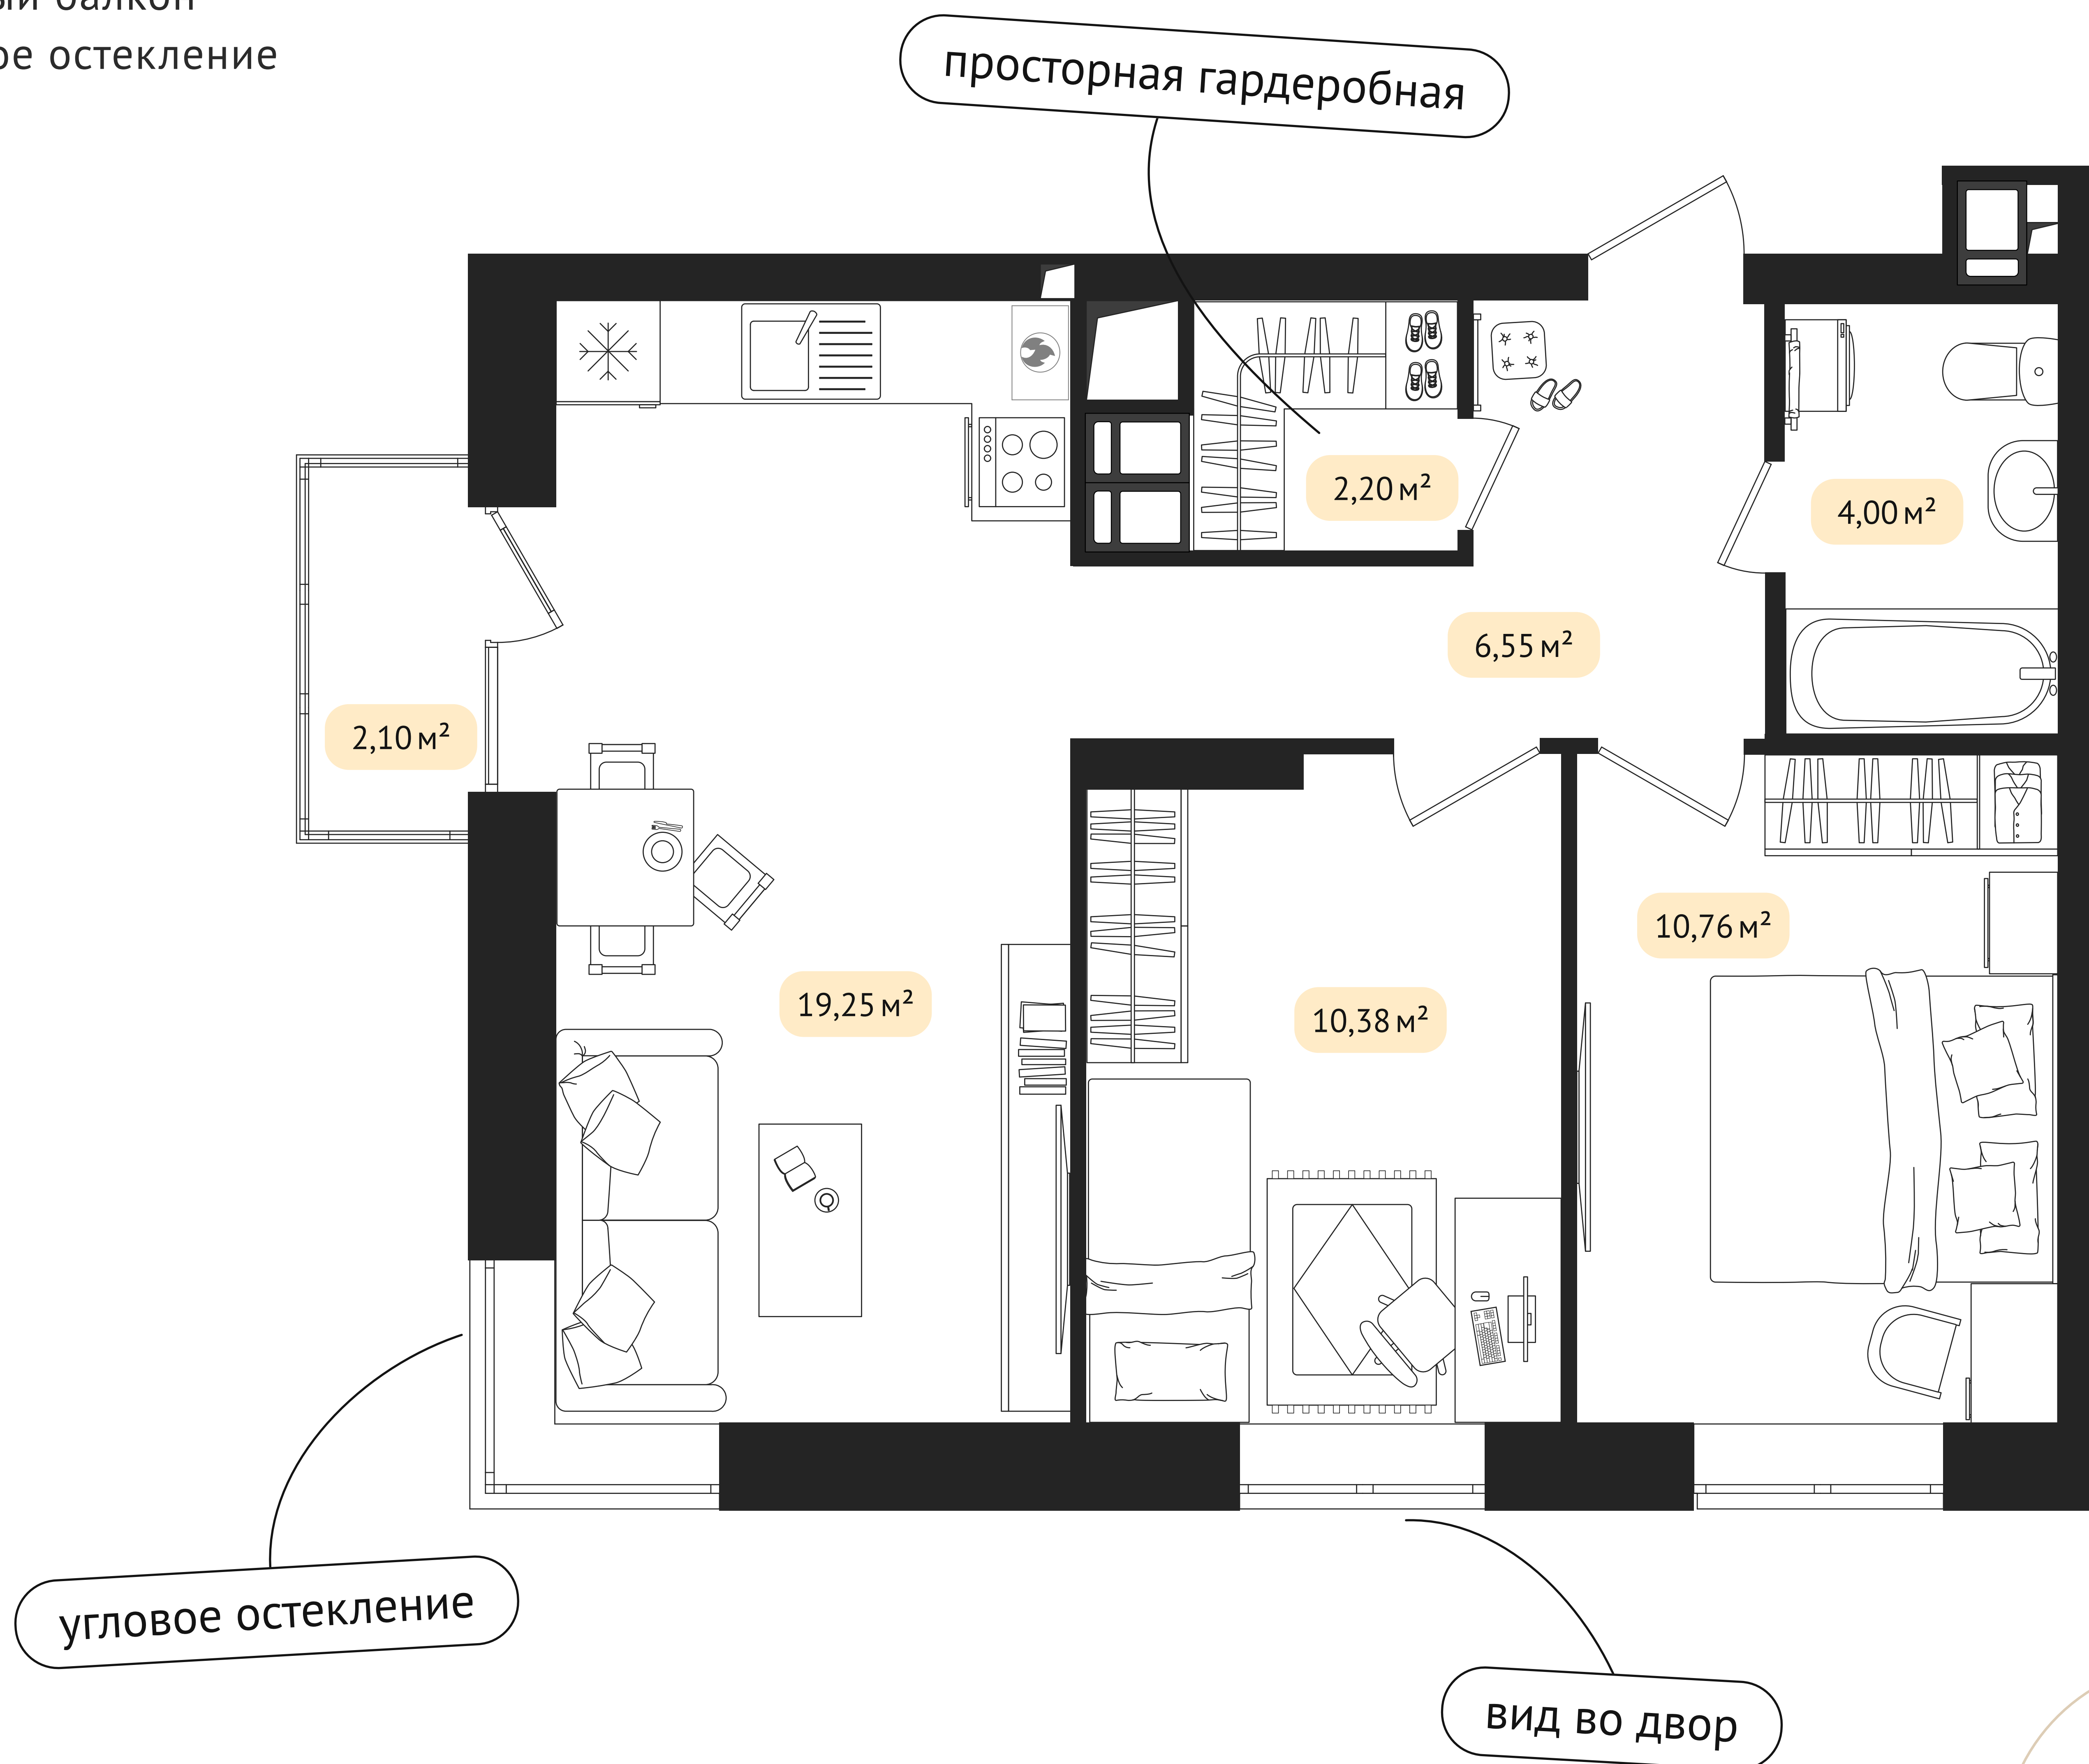 балкон
остекление
просторная гардеробная
2,20 м²
4,00 м²
6,55 м²
2,10 м²
10,76 м²
19,25 м²
10,38 м²
угловое остекление
вид во двор